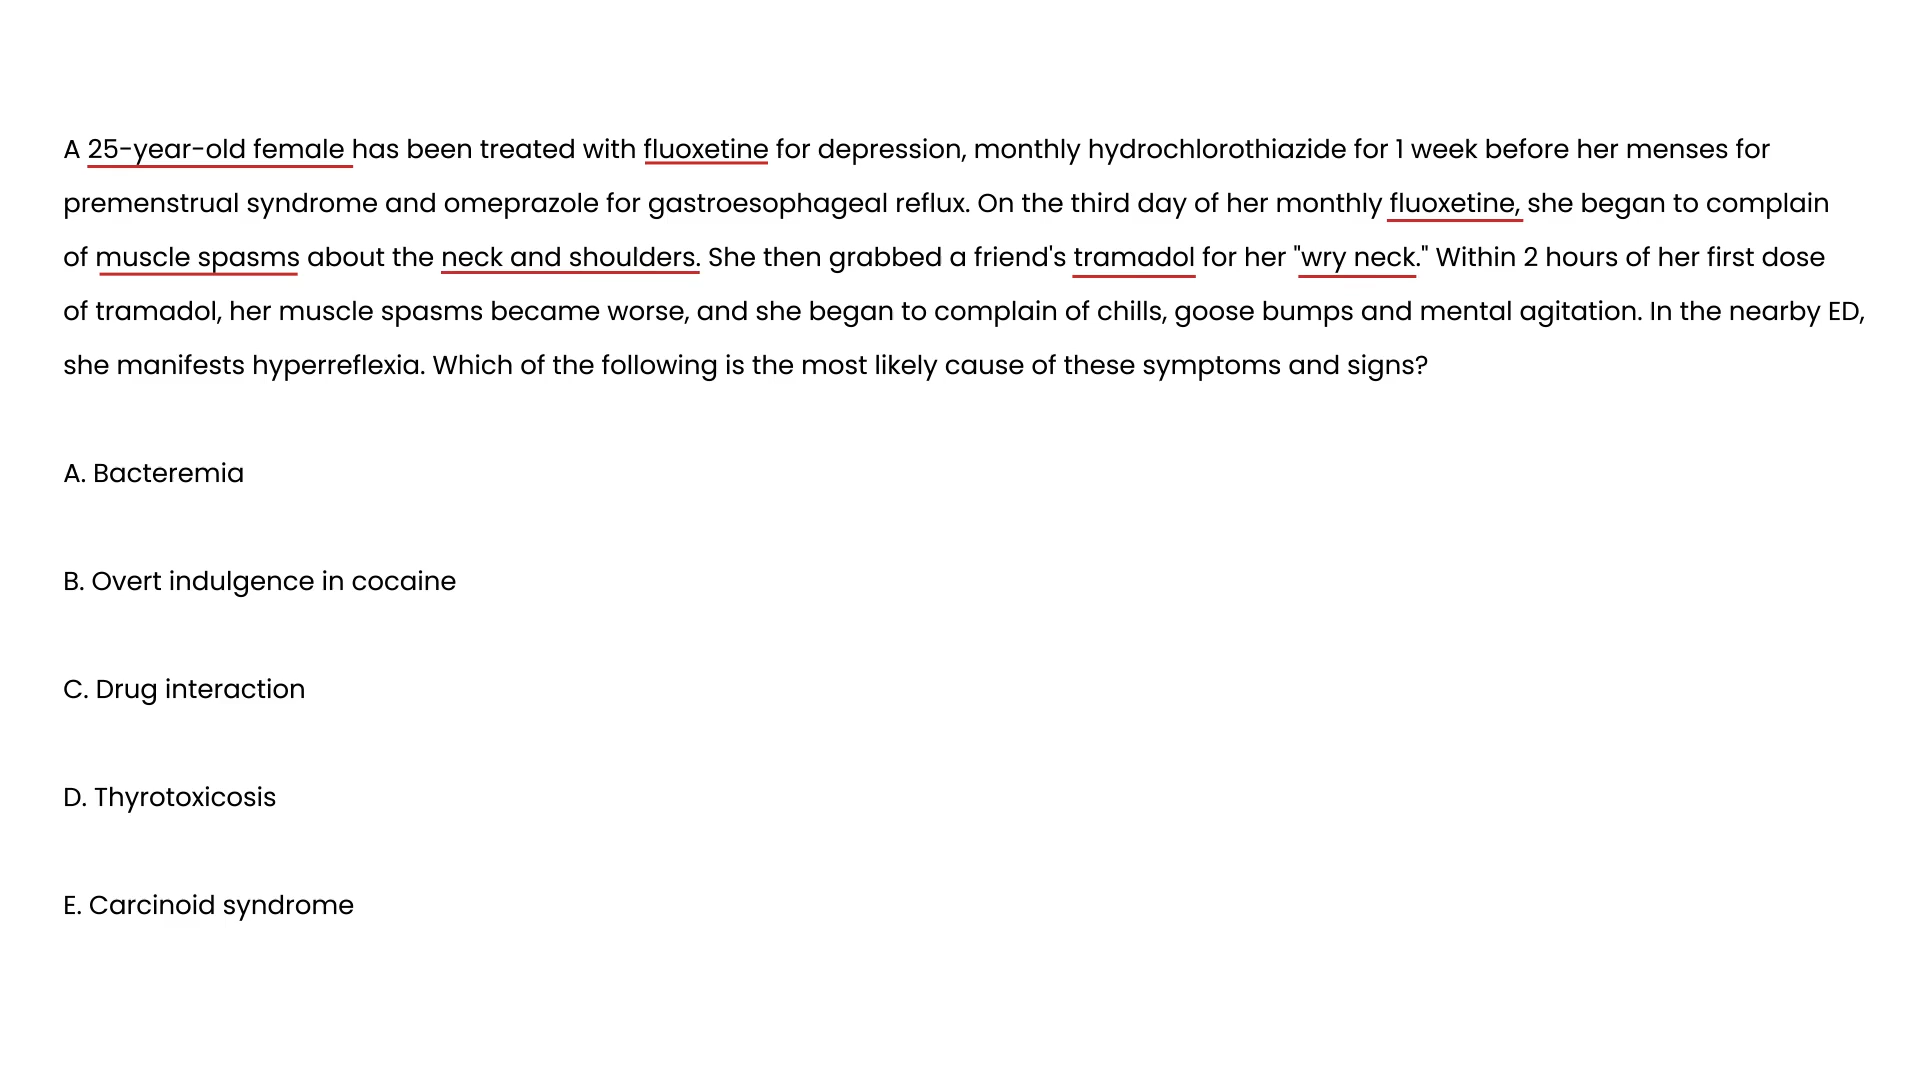 A 25-year-old female has been treated with fluoxetine for depression, monthly hydrochlorothiazide for 1 week before her menses for
premenstrual syndrome and omeprazole for gastroesophageal reflux. On the third day of her monthly fluoxetine, she began to complain
of muscle spasms about the neck and shoulders. She then grabbed a friend's tramadol for her "wry neck." Within 2 hours of her first dose
of tramadol, her muscle spasms became worse, and she began to complain of chills, goose bumps and mental agitation. In the nearby ED,
she manifests hyperreflexia. Which of the following is the most likely cause of these symptoms and signs?
A. Bacteremia
B. Overt indulgence in cocaine
C. Drug interaction
D. Thyrotoxicosis
E. Carcinoid syndrome